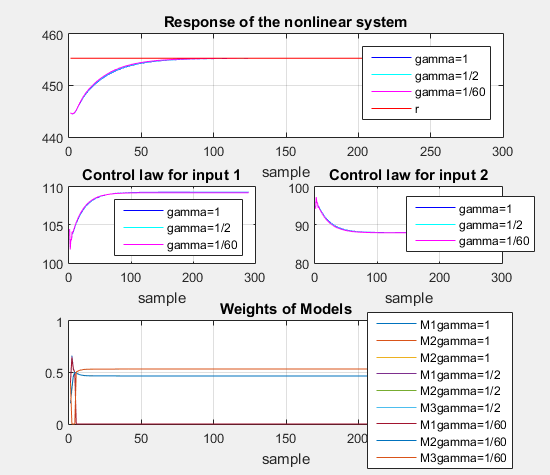 Response of the nonlinear system
460
450
440
gamma=1
gamma=1/2
gamma=1/60
r
0 50 100 150 200 250 300
sample
Control law for input 1
110
105
100
gamma=1
gamma=1/2
gamma=1/60
0 100 200 300
sample
Control law for input 2
100
90
80
gamma=1
gamma=1/2
gamma=1/60
0 100 200 300
sample
Weights of Models
1
0.5
0
M1gamma=1
M2gamma=1
M2gamma=1
M1gamma=1/2
M2gamma=1/2
M3gamma=1/2
M1gamma=1/60
M2gamma=1/60
M3gamma=1/60
0 50 100 150 200
sample